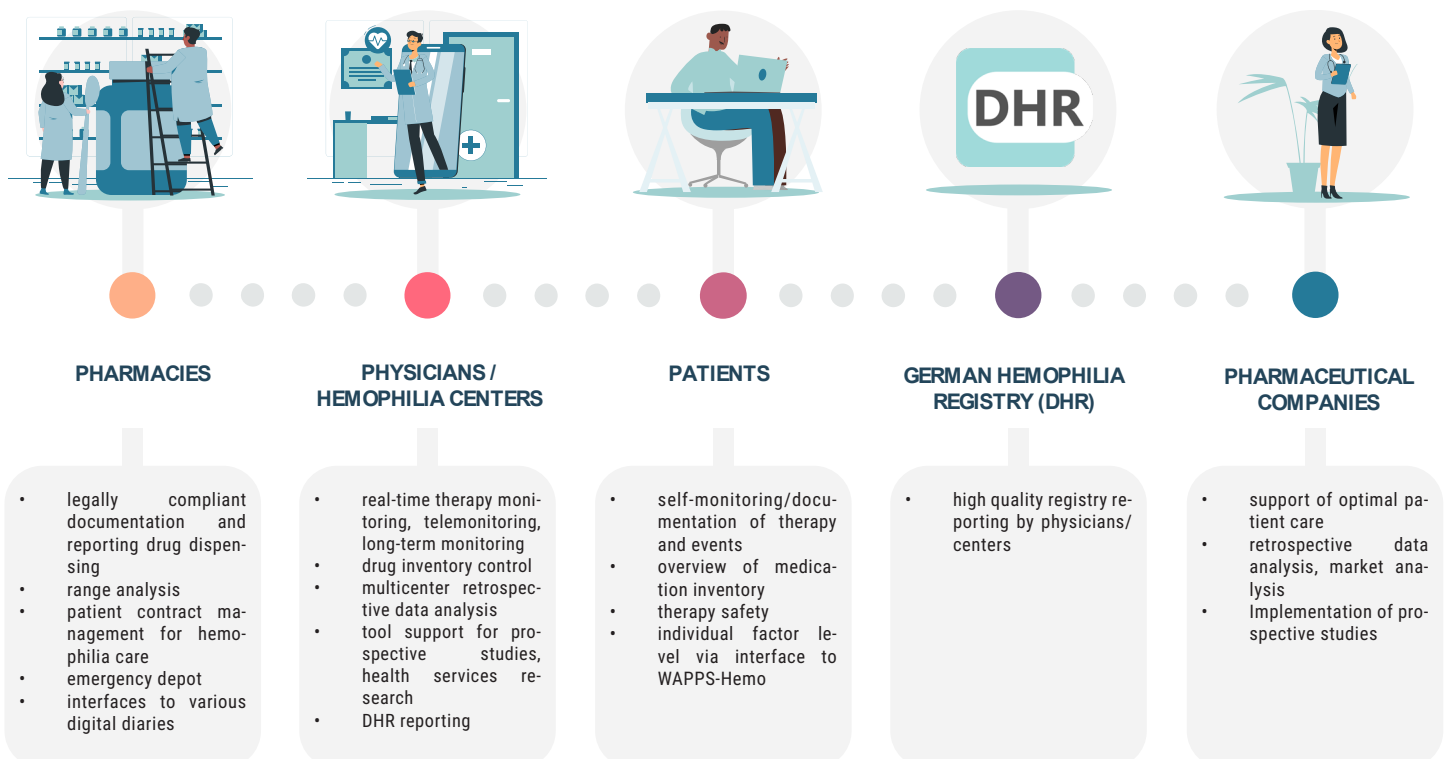 DHR
PHARMACIES
• legally compliant
documentation and
reporting drug dispen-
sing
• range analysis
• patient contract ma-
nagement for hemo-
philia care
• emergency depot
• interfaces to various
digital diaries
PHYSICIANS /
HEMOPHILIA CENTERS
• real-time therapy moni-
toring, telemonitoring,
long-term monitoring
• drug inventory control
• multicenter retrospec-
tive data analysis
• tool support for pro-
spective studies,
health services re-
search
• DHR reporting
PATIENTS
• self-monitoring/docu-
mentation of therapy
and events
• overview of medica-
tion inventory
• therapy safety
• individual factor le-
vel via interface to
WAPPS-Hemo
GERMAN HEMOPHILIA
REGISTRY (DHR)
• high quality registry re-
porting by physicians/
centers
PHARMACEUTICAL
COMPANIES
• support of optimal pa-
tient care
• retrospective data
analysis, market ana-
lysis
• Implementation of pro-
spective studies